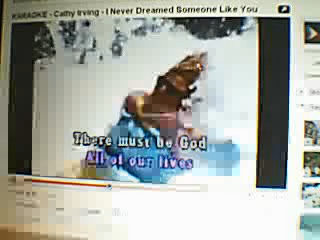 KARAOKE - Cathy Irving - I Never Dreamed Someone Like You
There must be God
All of our lives